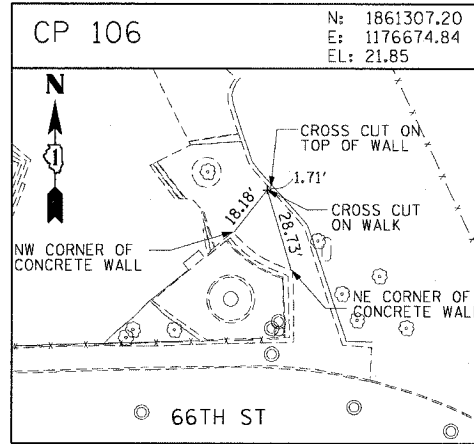 CP 106
N: 1861307.20
E: 1176674.84
EL: 21.85
N
1
CROSS CUT ON
TOP OF WALL
1.71'
CROSS CUT
ON WALK
18.18'
28.73'
NW CORNER OF
CONCRETE WALL
NE CORNER OF
CONCRETE WALL
66TH ST